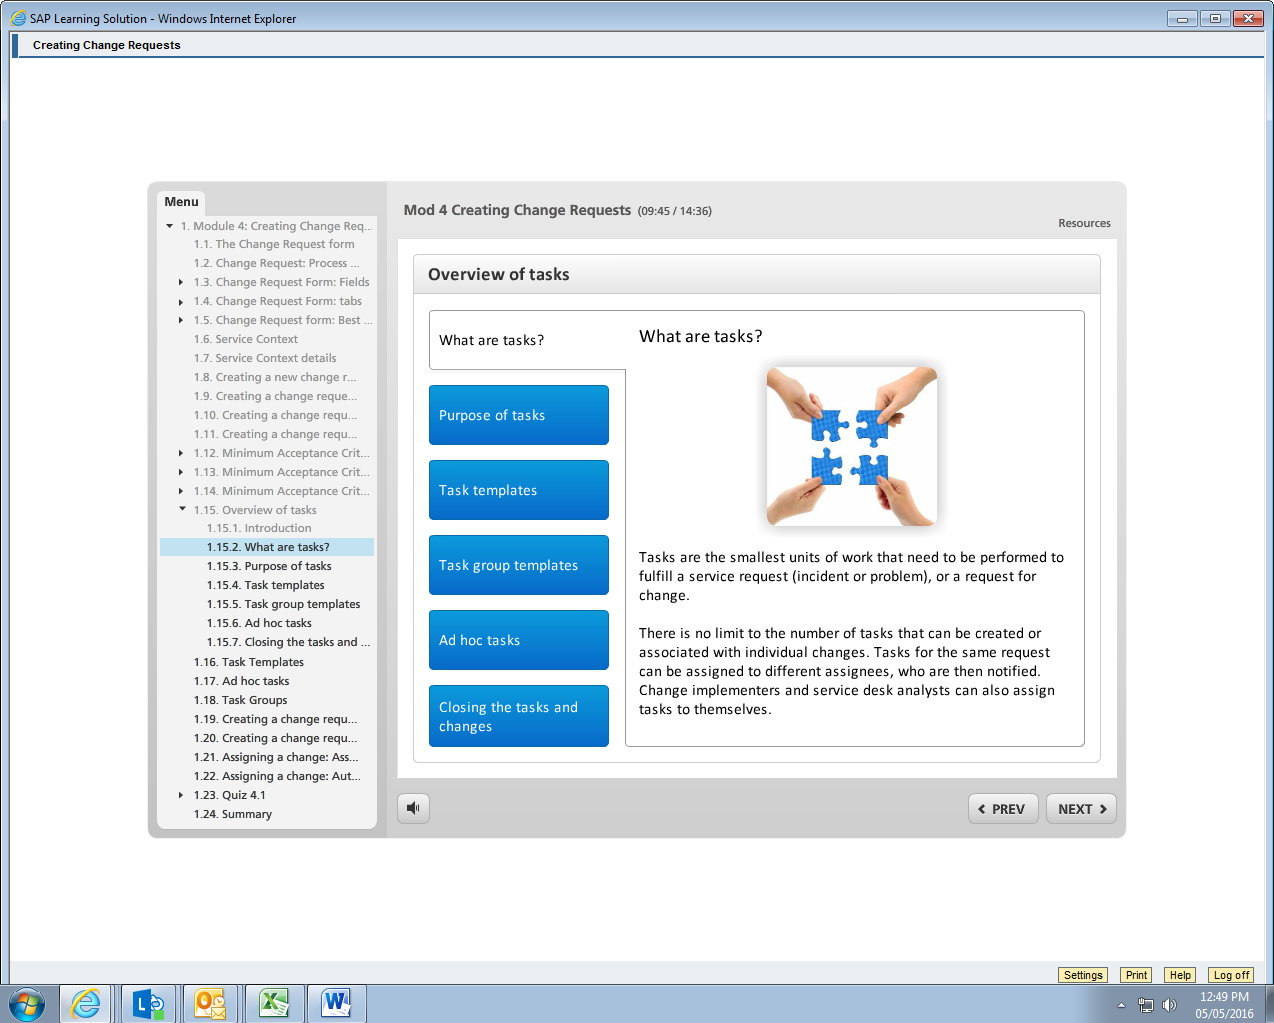 SAP Learning Solution - Windows Internet Explorer
Creating Change Requests
Menu
1. Module 4: Creating Change Req...
1.1. The Change Request form
1.2. Change Request: Process ...
1.3. Change Request Form: Fields
1.4. Change Request Form: tabs
1.5. Change Request form: Best ...
1.6. Service Context
1.7. Service Context details
1.8. Creating a new change r...
1.9. Creating a change reque...
1.10. Creating a change requ...
1.11. Creating a change requ...
1.12. Minimum Acceptance Crit...
1.13. Minimum Acceptance Crit...
1.14. Minimum Acceptance Crit...
1.15. Overview of tasks
1.15.1. Introduction
1.15.2. What are tasks?
1.15.3. Purpose of tasks
1.15.4. Task templates
1.15.5. Task group templates
1.15.6. Ad hoc tasks
1.15.7. Closing the tasks and ...
1.16. Task Templates
1.17. Ad hoc tasks
1.18. Task Groups
1.19. Creating a change requ...
1.20. Creating a change requ...
1.21. Assigning a change: Ass...
1.22. Assigning a change: Aut...
1.23. Quiz 4.1
1.24. Summary
Mod 4 Creating Change Requests (09:45 / 14:36)
Resources
Overview of tasks
What are tasks?
Purpose of tasks
Task templates
Task group templates
Ad hoc tasks
Closing the tasks and
changes
What are tasks?
Tasks are the smallest units of work that need to be performed to
fulfill a service request (incident or problem), or a request for
change.
There is no limit to the number of tasks that can be created or
associated with individual changes. Tasks for the same request
can be assigned to different assignees, who are then notified.
Change implementers and service desk analysts can also assign
tasks to themselves.
PREV
NEXT
Settings
Print
Help
Log off
12:49 PM
05/05/2016